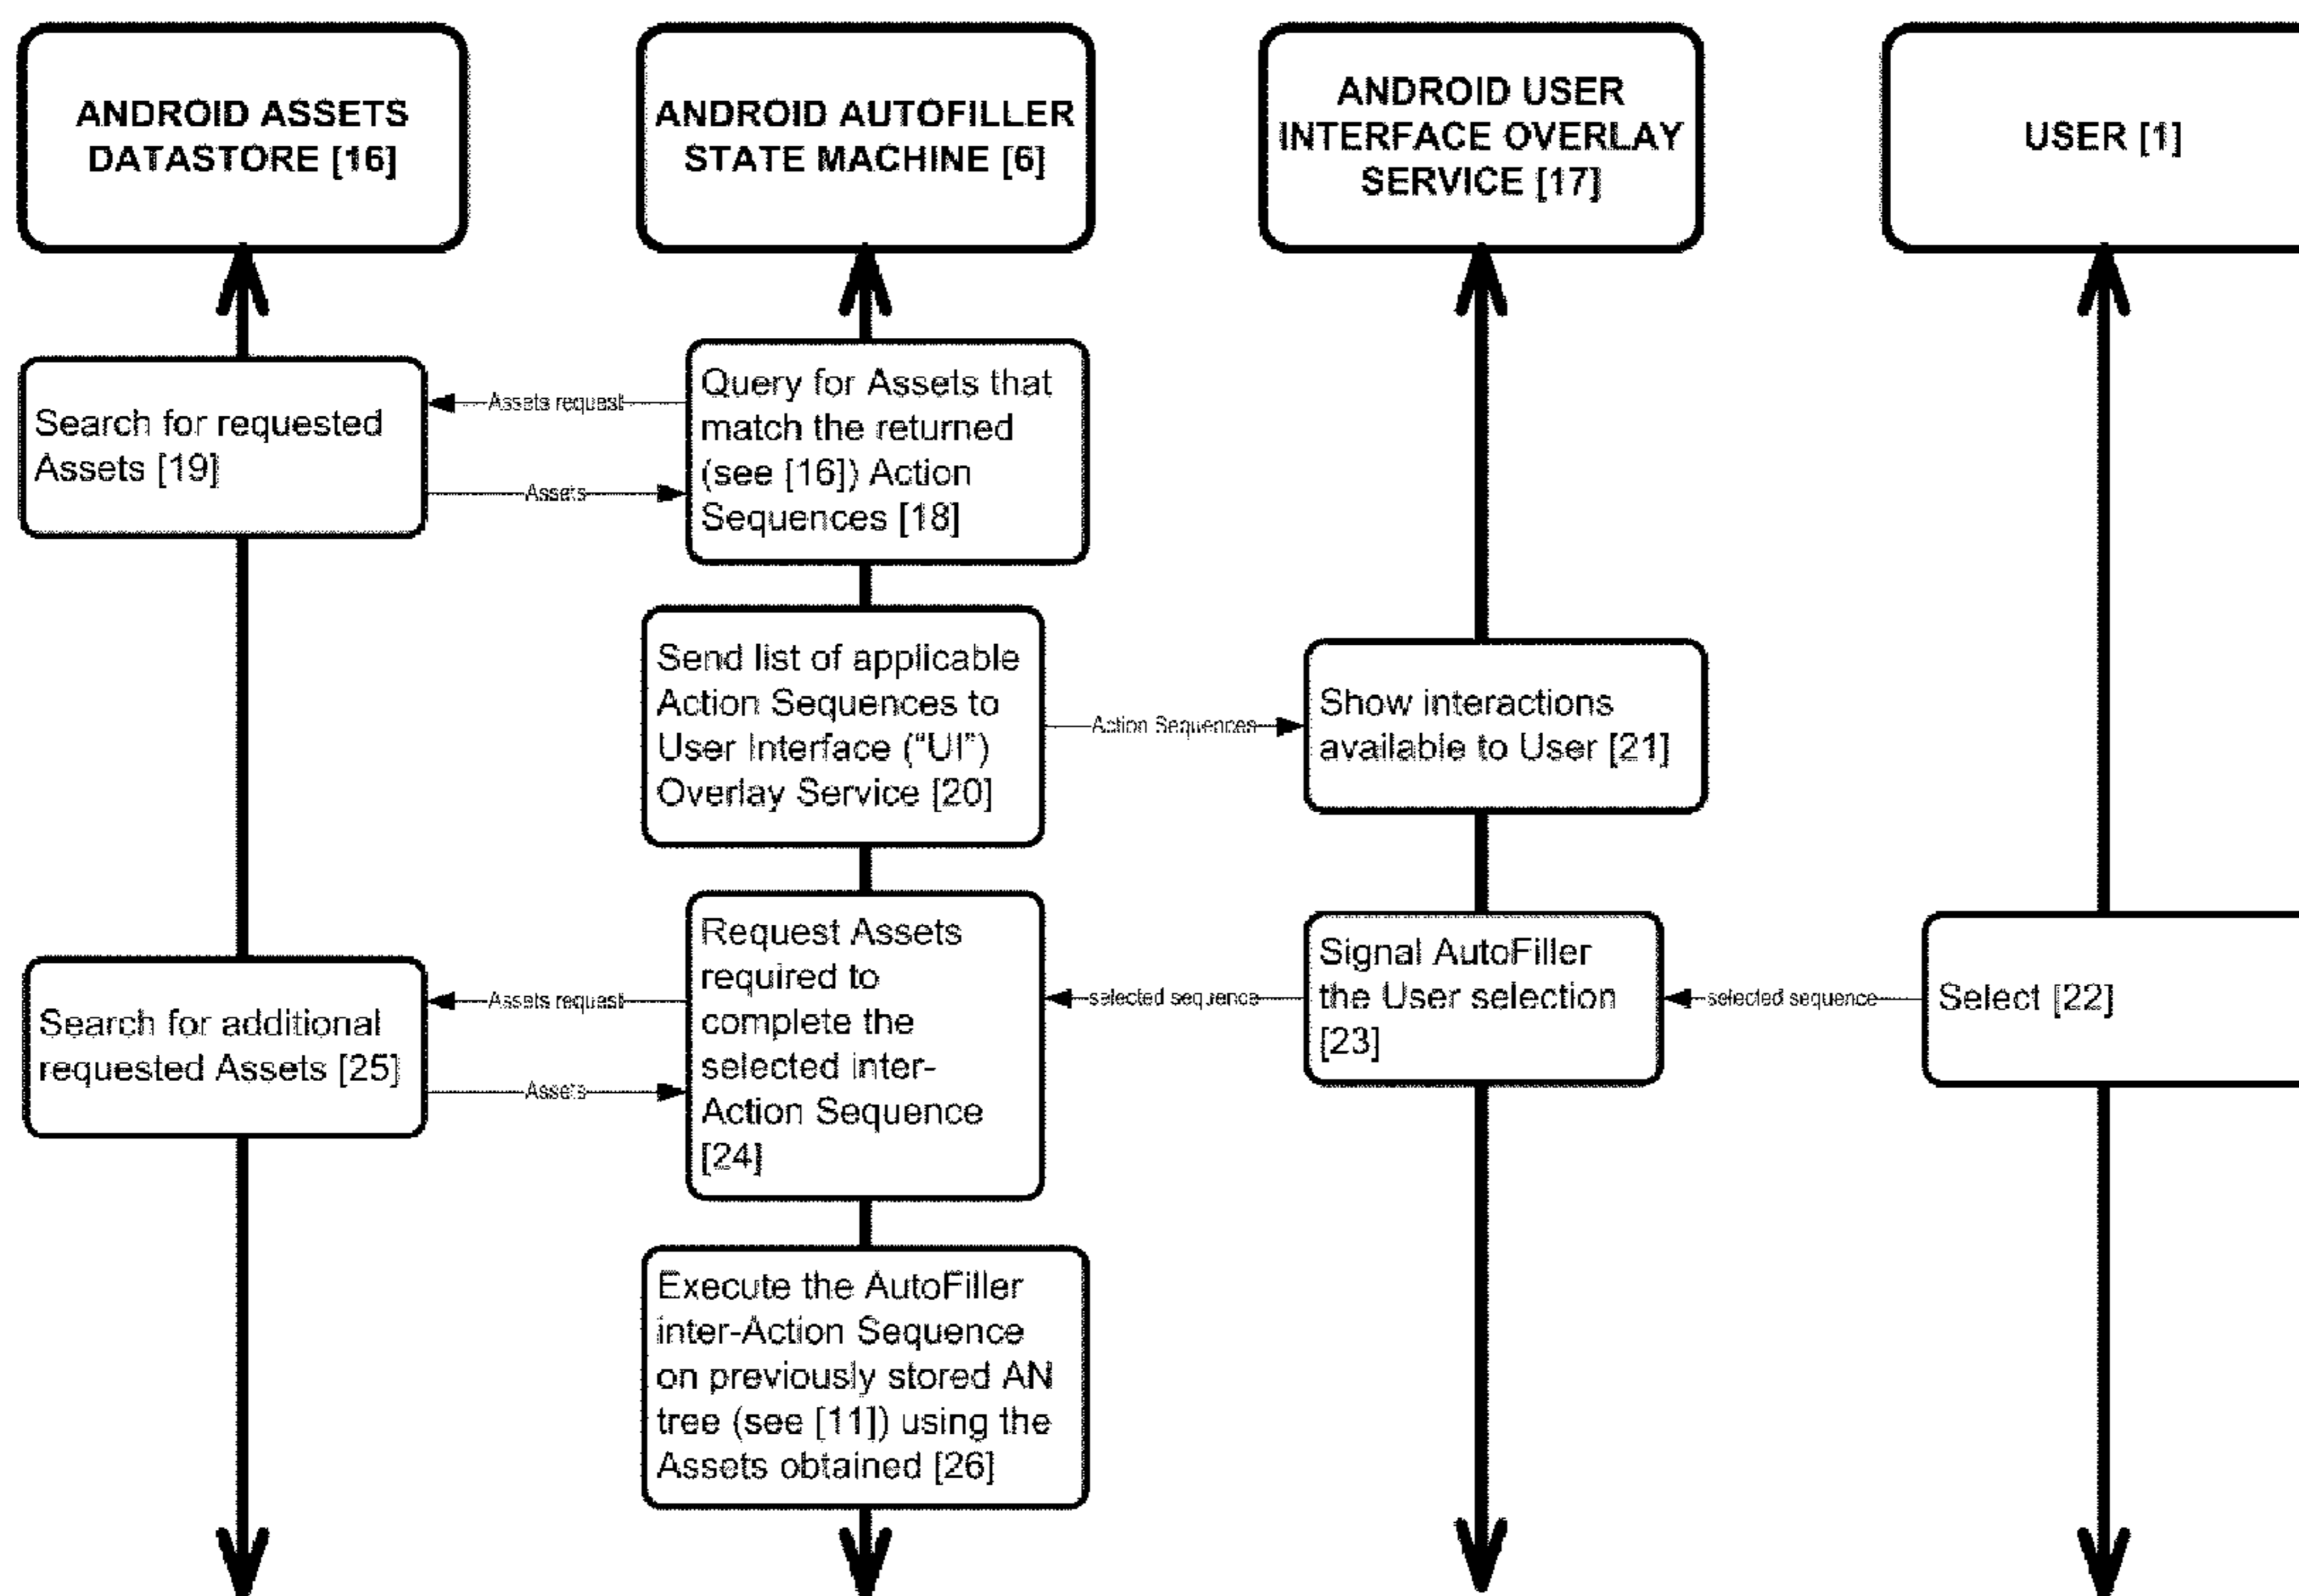 ANDROID ASSETS
DATASTORE [16]
ANDROID AUTOFILLER
STATE MACHINE [6]
ANDROID USER
INTERFACE OVERLAY
SERVICE [17]
USER [1]
Search for requested
Assets [19]
Assets request
Assets
Query for Assets that
match the returned
(see [16]) Action
Sequences [18]
Send list of applicable
Action Sequences to
User Interface (“UI”)
Overlay Service [20]
Action Sequences
Show interactions
available to User [21]
Search for additional
requested Assets [25]
Assets request
Assets
Request Assets
required to
complete the
selected inter-
Action Sequence
[24]
selected sequence
Signal AutoFiller
the User selection
[23]
selected sequence
Select [22]
Execute the AutoFiller
inter-Action Sequence
on previously stored AN
tree (see [11]) using the
Assets obtained [26]